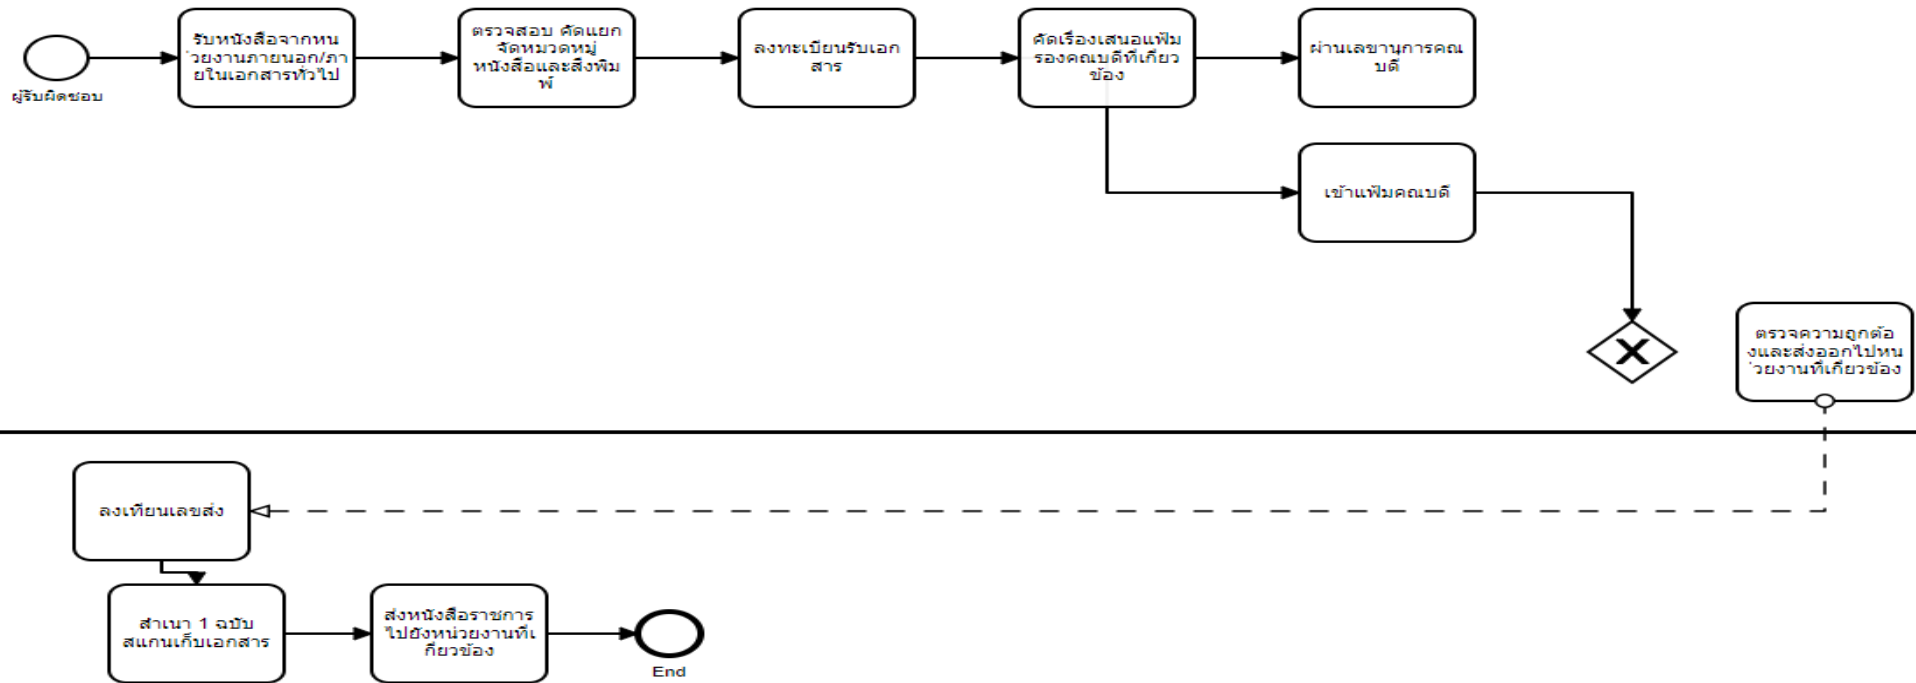 ผู้รับผิดชอบ
รับหนังสือจากหน
่วยงานภายนอก/ภา
ยในเอกสารทั่วไป
ตรวจสอบ คัดแยก
จัดหมวดหมู่
หนังสือและสิ่งพิม
พ์
ลงทะเบียนรับเอก
สาร
คัดเรื่องเสนอแฟ้ม
รองคณบดีที่เกี่ยว
ข้อง
ผ่านเลขานุการคณ
บดี
เข้าแฟ้มคณบดี
ตรวจความถูกต้อ
งและส่งออกไปหน
่วยงานที่เกี่ยวข้อง
ลงเทียนเลขส่ง
สำเนา 1 ฉบับ
สแกนเก็บเอกสาร
ส่งหนังสือราชการ
ไปยังหน่วยงานที่เ
กี่ยวข้อง
End